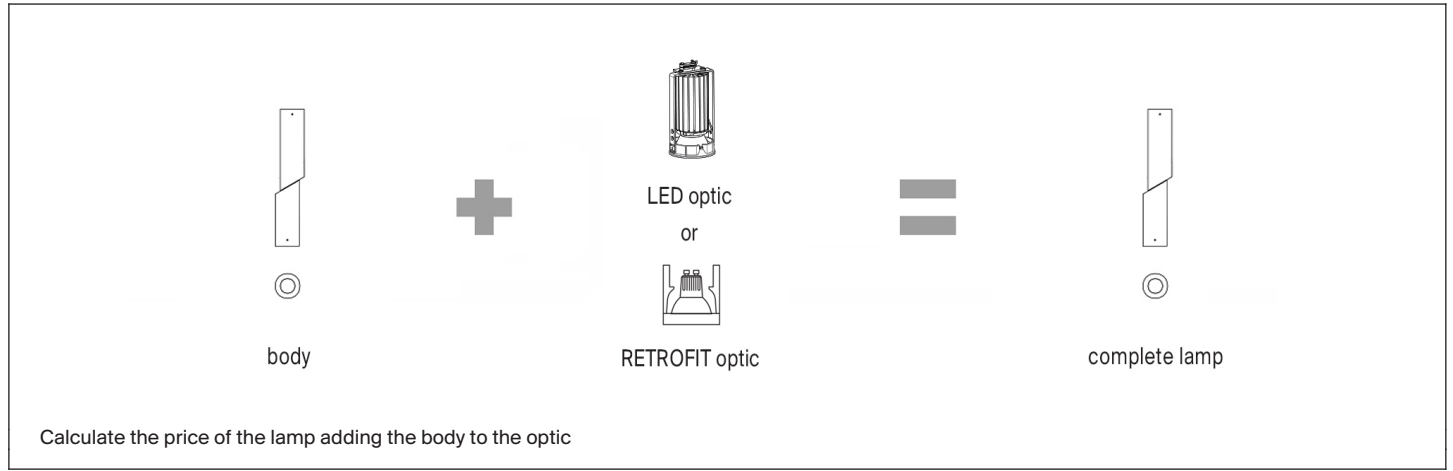 LED optic
or
body
RETROFIT optic
complete lamp
Calculate the price of the lamp adding the body to the optic